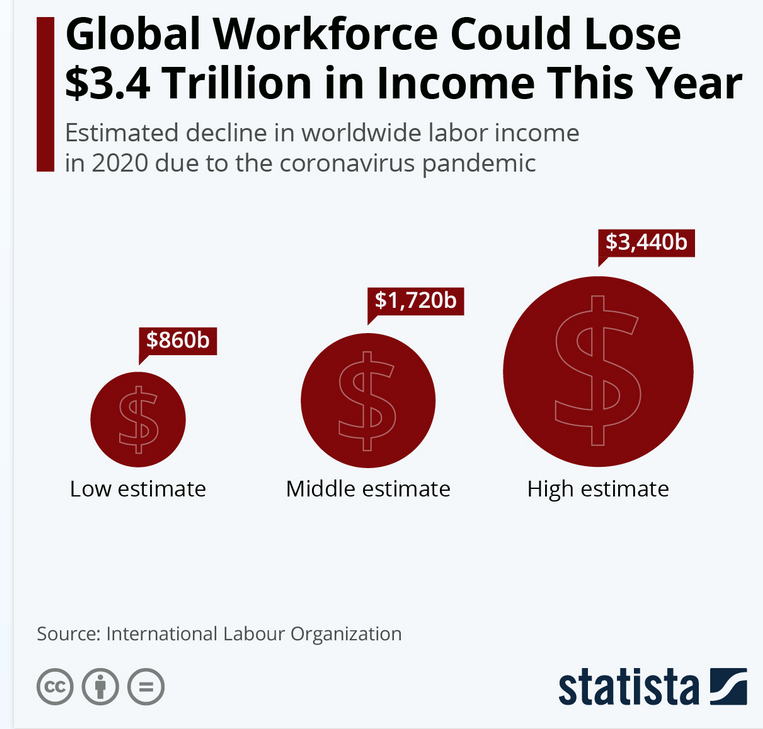 Global Workforce Could Lose
$3.4 Trillion in Income This Year
Estimated decline in worldwide labor income
in 2020 due to the coronavirus pandemic
$860b
$1,720b
$3,440b
$
$
$
Low estimate
Middle estimate
High estimate
Source: International Labour Organization
cc
=
statista